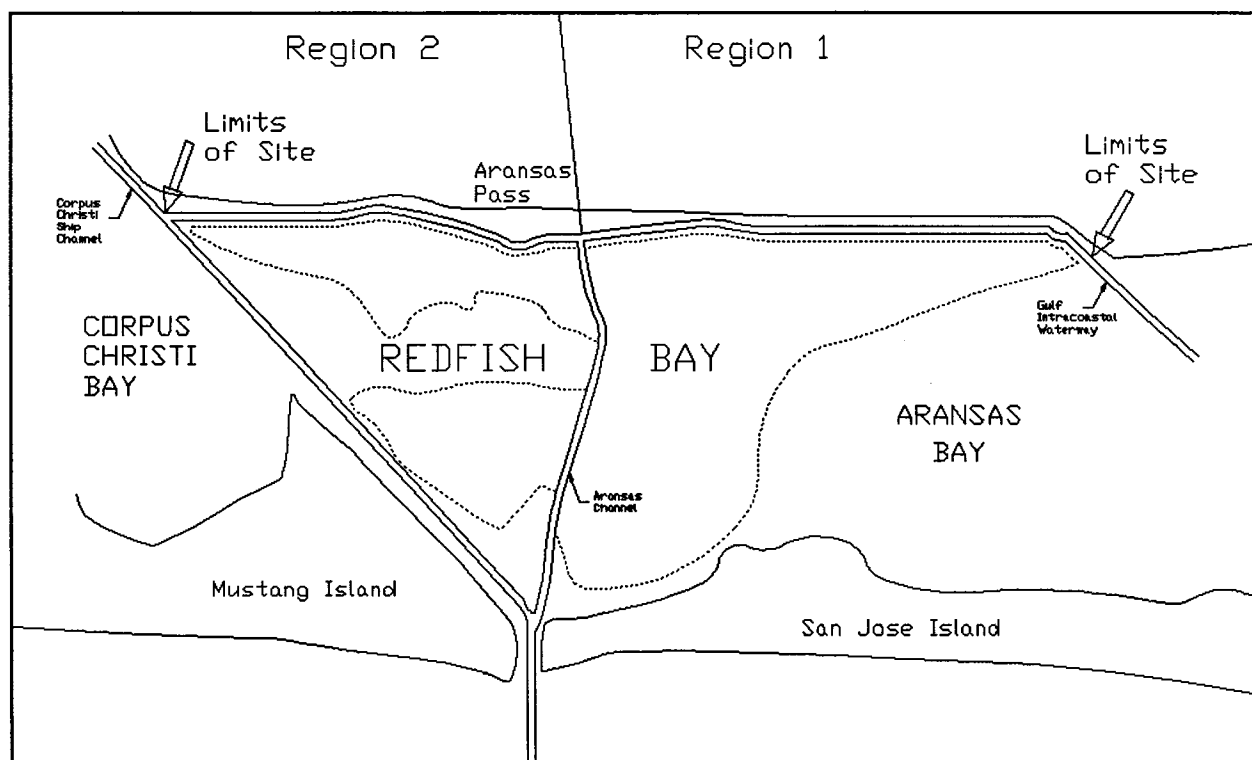 Region 2
Region 1
Limits
of Site
Aransas
Pass
Limits
of Site
Corpus
Christi
Ship
Channel
Gulf
Intracoastal
Waterway
CORPUS
CHRISTI
BAY
REDFISH BAY
ARANSAS
BAY
Aransas
Channel
Mustang Island
San Jose Island